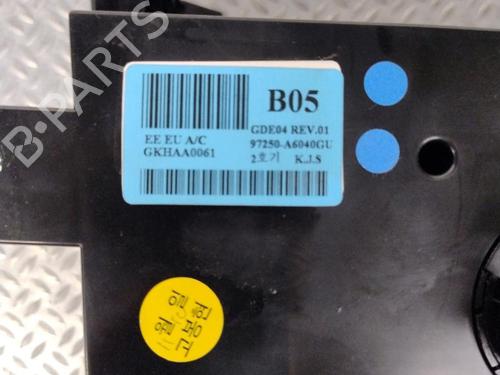 B05
GDE04 REV.01
EE EU A/C
97250-A6040GU
GKHAA0061
2호기 K.J.S
B PARTS